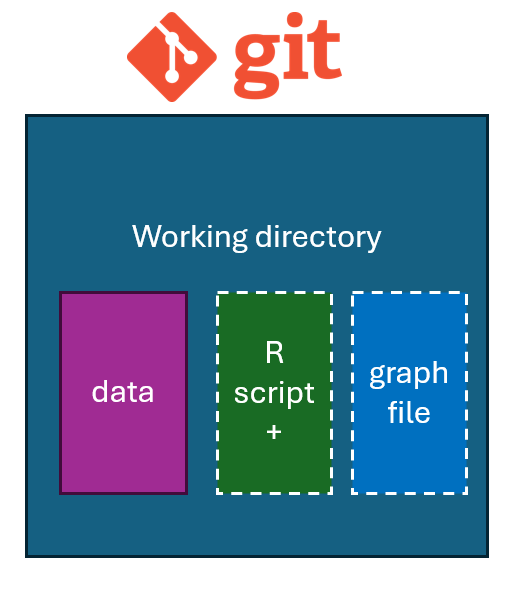 git
Working directory
data
R
script
+
graph
file